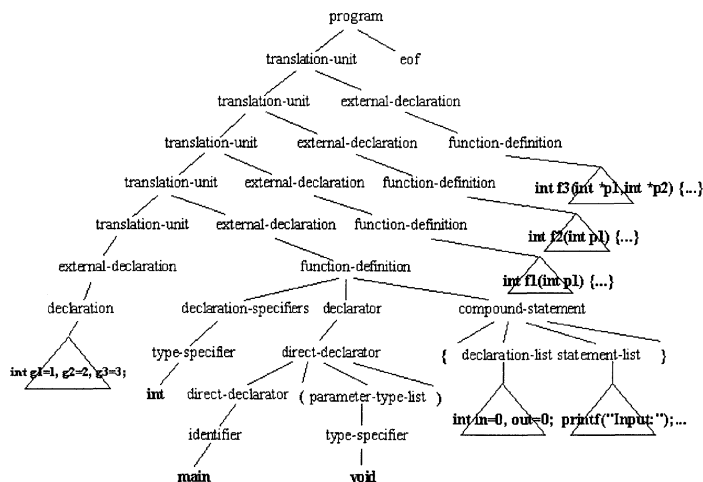 program
translation-unit eof
translation-unit external-declaration
translation-unit external-declaration function-definition
translation-unit external-declaration function-definition int f3(int *p1,int *p2) {...}
translation-unit external-declaration function-definition int f2(int p1) {...}
external-declaration function-definition int f1(int p1) {...}
declaration declaration-specifiers declarator compound-statement
int g1=1, g2=2, g3=3; type-specifier direct-declarator { declaration-list statement-list }
int direct-declarator ( parameter-type-list )
identifier type-specifier int in=0, out=0; printf("Input:");...
main void